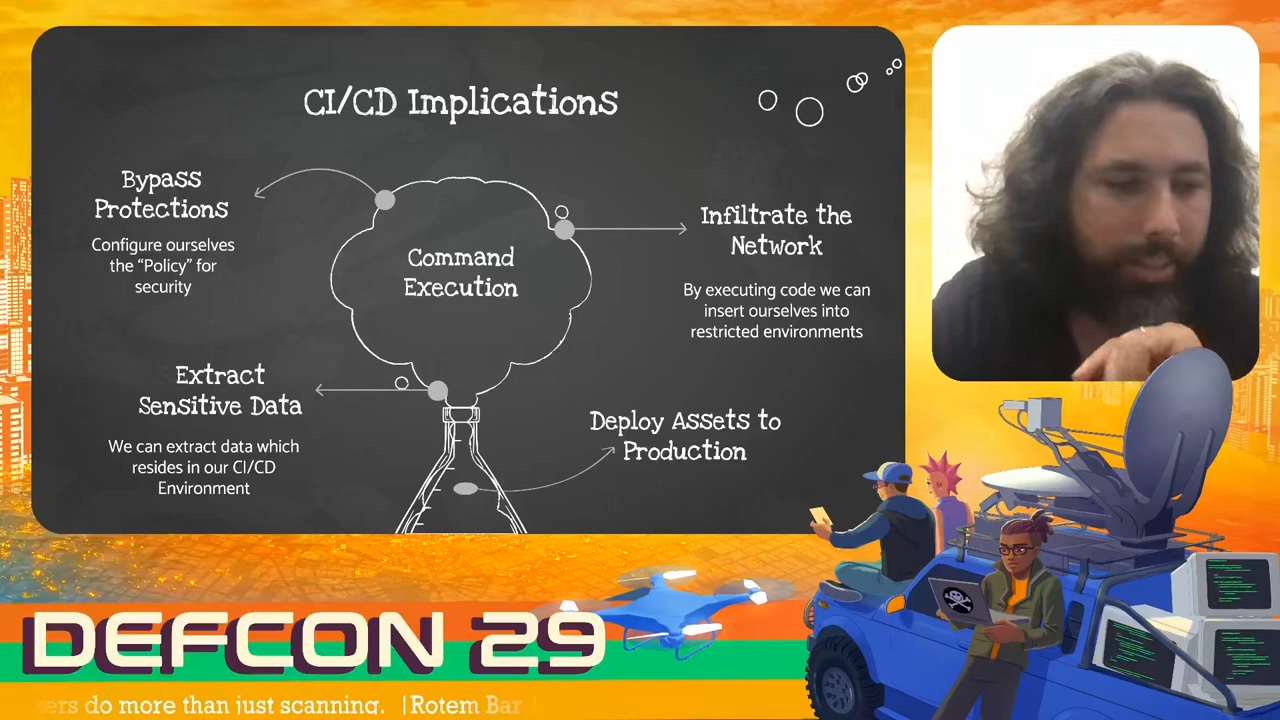 CI/CD Implications
Bypass
Protections
Configure ourselves
the “Policy” for
security
Command
Execution
Infiltrate the
Network
By executing code we can
insert ourselves into
restricted environments
Extract
Sensitive Data
We can extract data which
resides in our CI/CD
Environment
Deploy Assets to
Production
DEFCON 29
ers do more than just scanning. | Rotem Bar